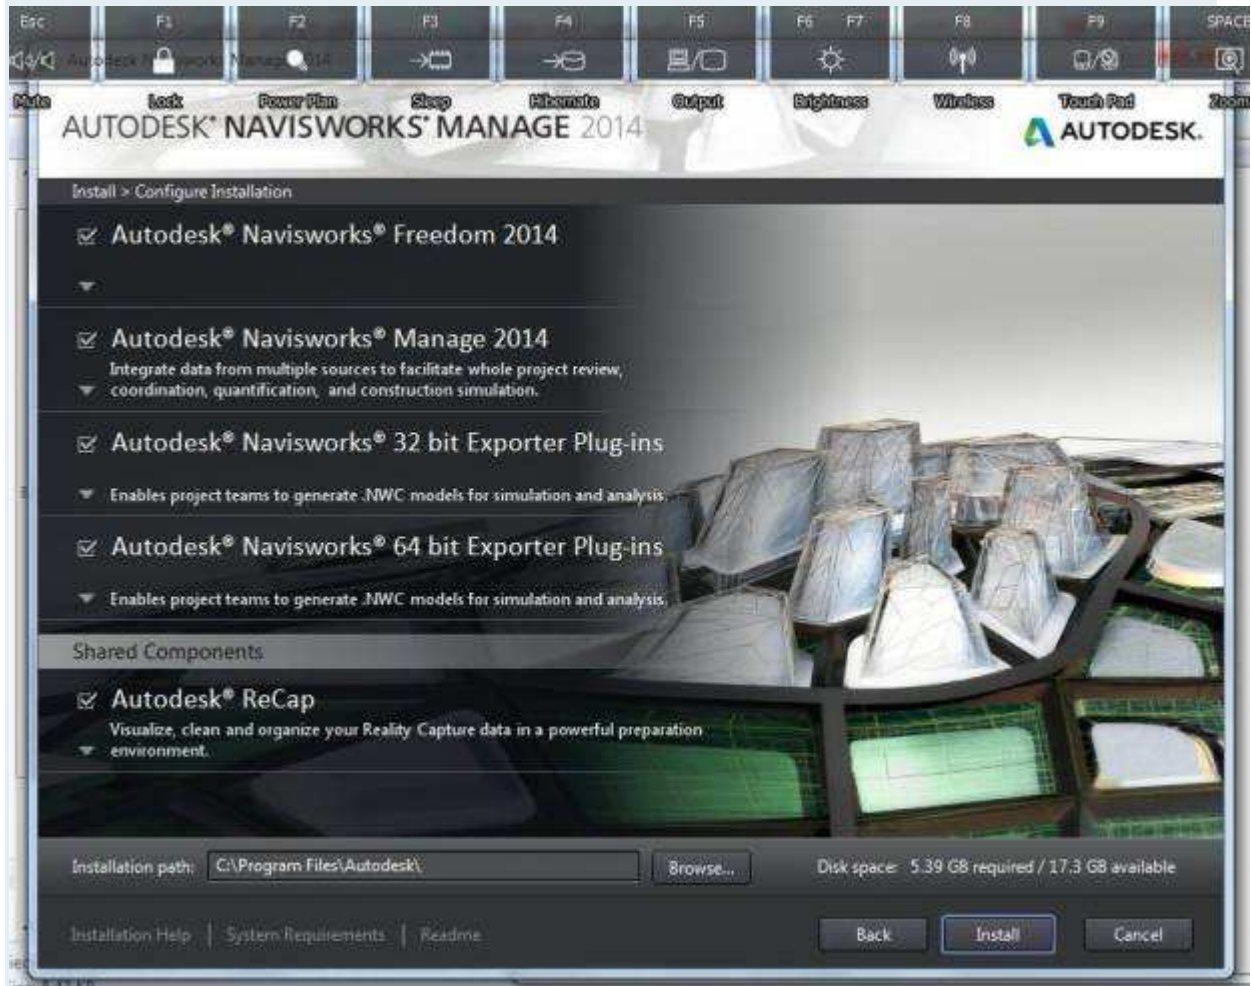 Esc F1 F2 F3 F4 F5 F6 F7 F8 F9 SPACE
Autodesk Navisworks Manage 2014
Mute Lock Power Plan Sleep Hibernate Output Brightness Wireless Touch Pad Zoom
AUTODESK® NAVISWORKS® MANAGE 2014
AUTODESK.
Install > Configure Installation
Autodesk® Navisworks® Freedom 2014
Autodesk® Navisworks® Manage 2014
Integrate data from multiple sources to facilitate whole project review,
coordination, quantification, and construction simulation.
Autodesk® Navisworks® 32 bit Exporter Plug-ins
Enables project teams to generate .NWC models for simulation and analysis.
Autodesk® Navisworks® 64 bit Exporter Plug-ins
Enables project teams to generate .NWC models for simulation and analysis.
Shared Components
Autodesk® ReCap
Visualize, clean and organize your Reality Capture data in a powerful preparation
environment.
Installation path: C:\Program Files\Autodesk\ Browse... Disk space: 5.39 GB required / 17.3 GB available
Installation Help | System Requirements | Readme Back Install Cancel